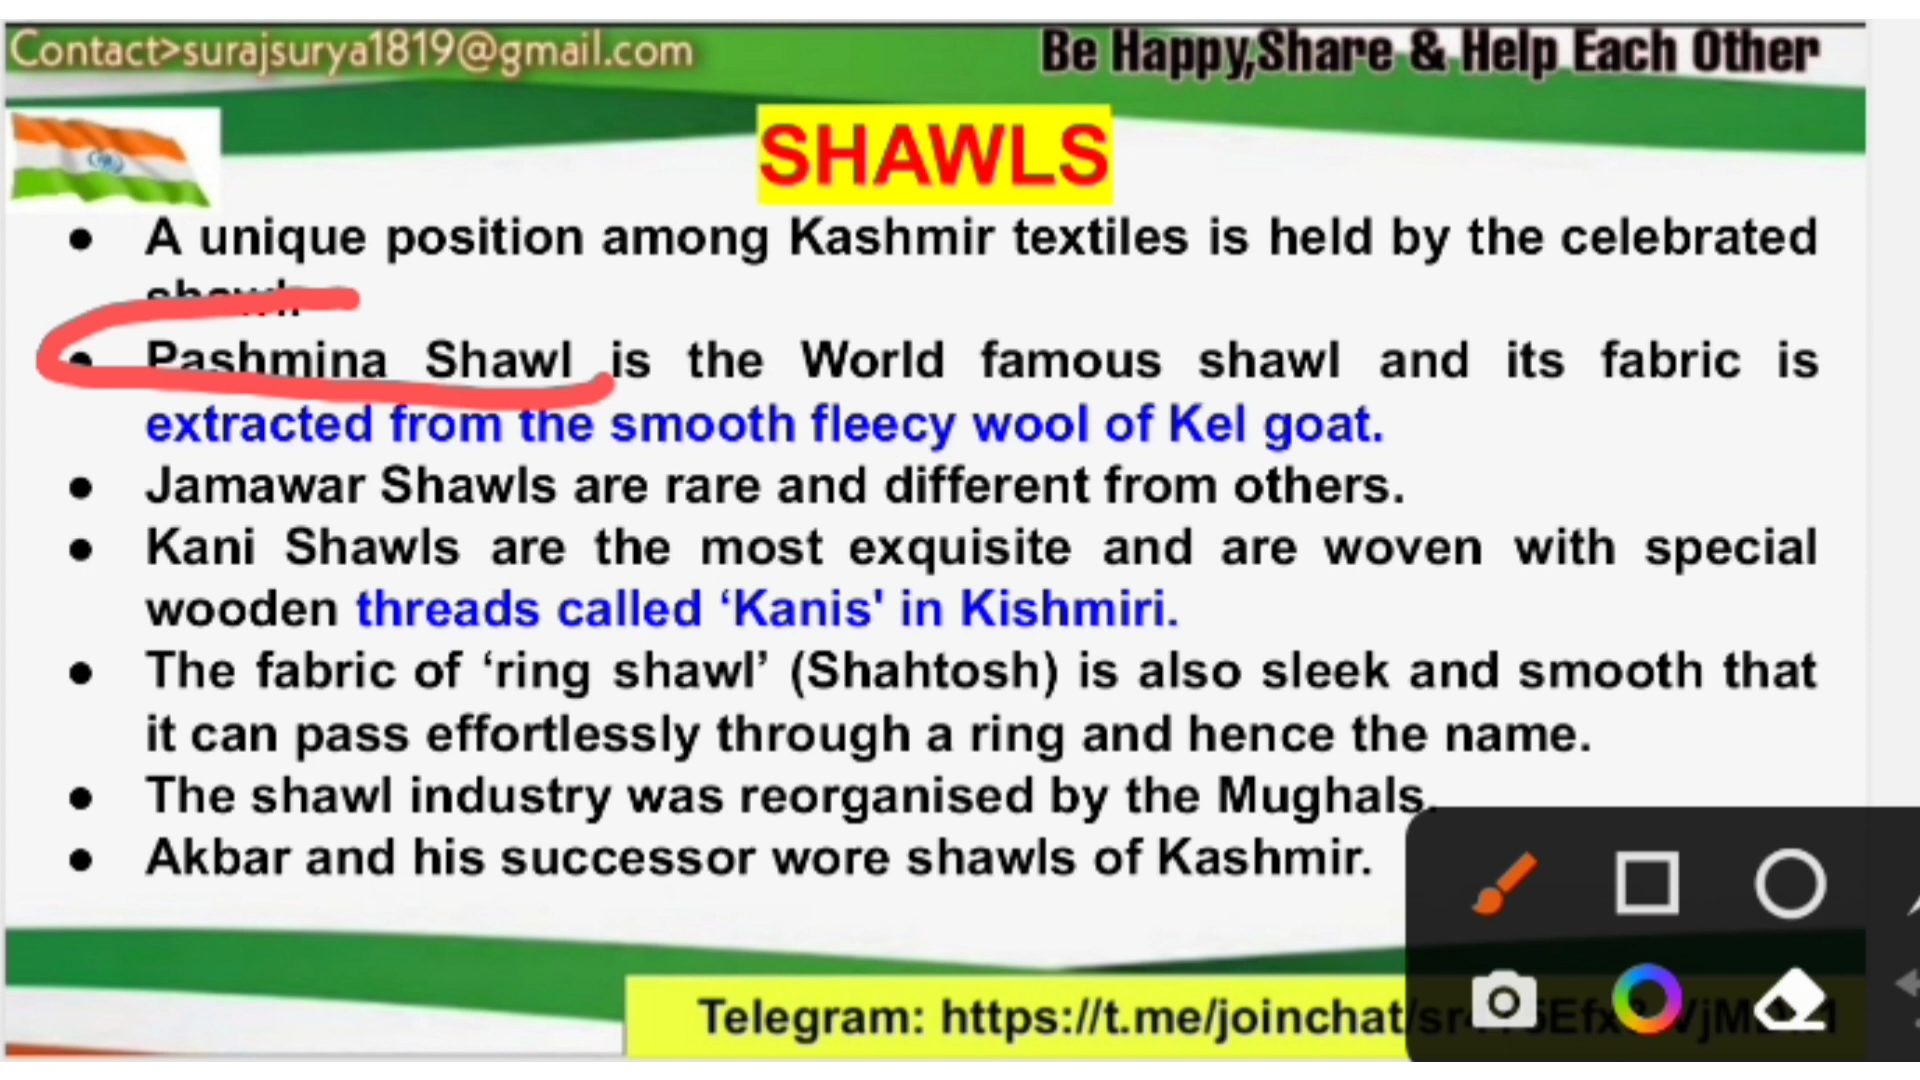 Contact>surajsurya1819@gmail.com
Be Happy,Share & Help Each Other
SHAWLS
● A unique position among Kashmir textiles is held by the celebrated
shawl.
● Pashmina Shawl is the World famous shawl and its fabric is
extracted from the smooth fleecy wool of Kel goat.
● Jamawar Shawls are rare and different from others.
● Kani Shawls are the most exquisite and are woven with special
wooden threads called ‘Kanis' in Kishmiri.
● The fabric of ‘ring shawl’ (Shahtosh) is also sleek and smooth that
it can pass effortlessly through a ring and hence the name.
● The shawl industry was reorganised by the Mughals.
● Akbar and his successor wore shawls of Kashmir.
Telegram: https://t.me/joinchat/